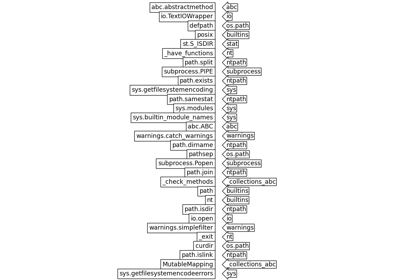 abc.abstractmethod abc
io.TextIOWrapper io
defpath os.path
posix builtins
st.S_ISDIR stat
_have_functions nt
path.split ntpath
subprocess.PIPE subprocess
path.exists ntpath
sys.getfilesystemencoding sys
path.samestat ntpath
sys.modules sys
sys.builtin_module_names sys
abc.ABC abc
warnings.catch_warnings warnings
path.dirname ntpath
pathsep os.path
subprocess.Popen subprocess
path.join ntpath
_check_methods _collections_abc
path builtins
nt builtins
path.isdir ntpath
io.open io
warnings.simplefilter warnings
_exit nt
curdir os.path
path.islink ntpath
MutableMapping _collections_abc
sys.getfilesystemencodeerrors sys